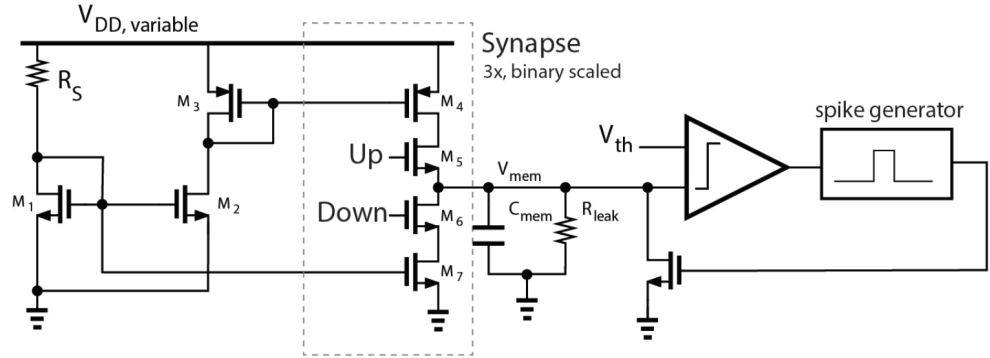 V_DD, variable
Synapse
3x, binary scaled
R_S
M_3
M_4
spike generator
V_th
Up
M_5
V_mem
M_1
M_2
Down
M_6
C_mem
R_leak
M_7